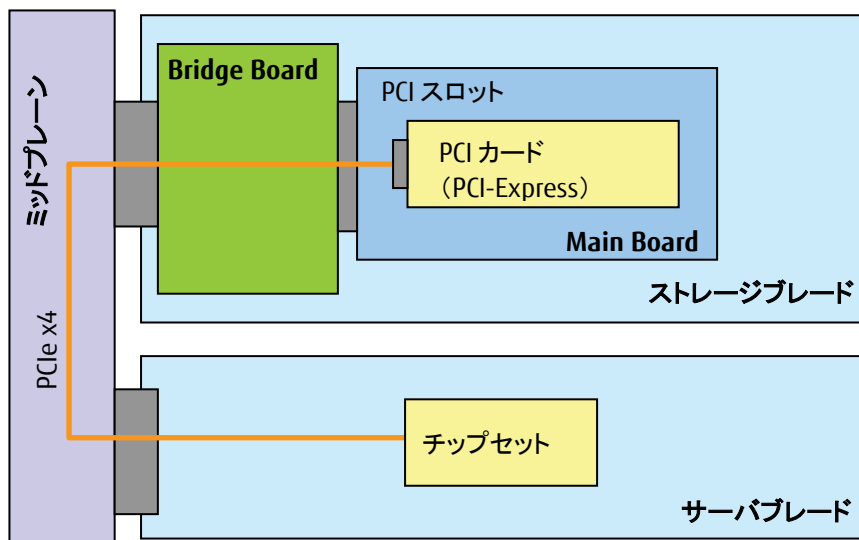 ミッドプレーン
PCIe x4
Bridge Board
PCI スロット
PCI カード
（PCI-Express）
Main Board
ストレージブレード
チップセット
サーバブレード